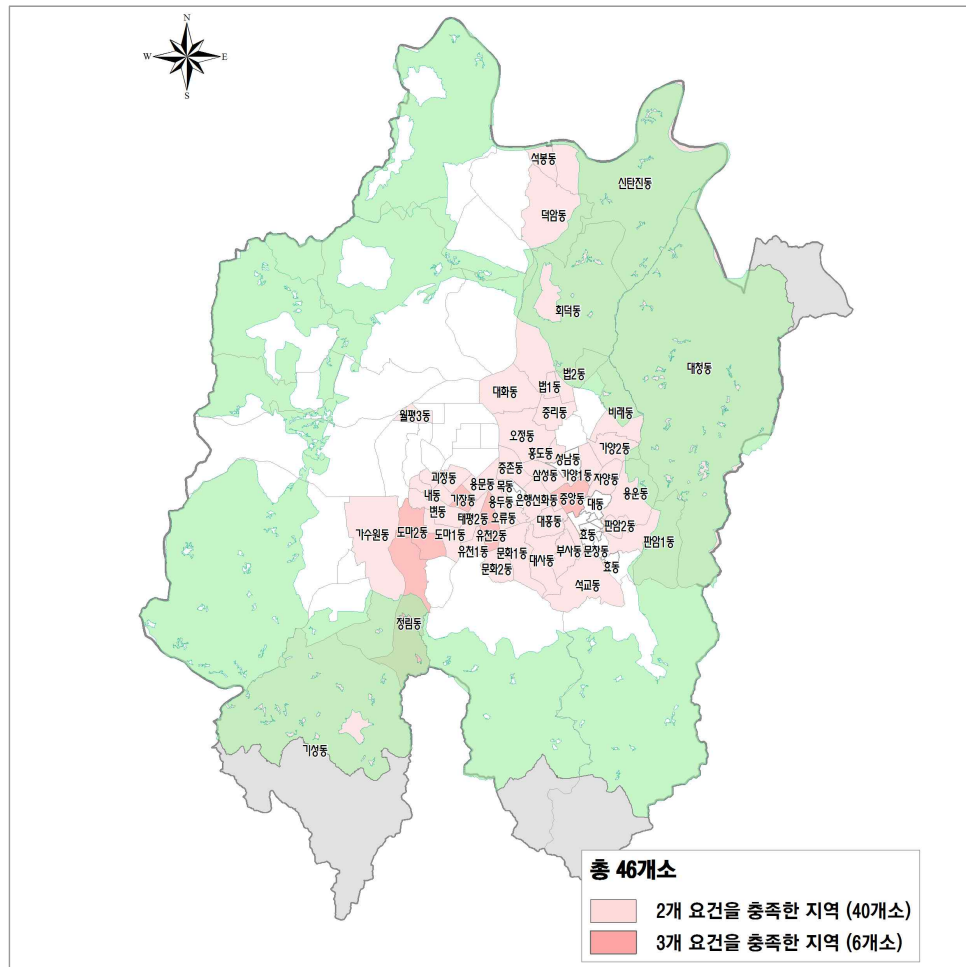 N
W E
S
석봉동
신탄진동
덕암동
회덕동
대청동
법2동
대화동 법1동
월평3동 중리동 비래동
오정동 가양2동
홍도동 성남동
중촌동 삼성동 가양1동 자양동
괴정동 용문동 목동
내동 가장동 용두동 은행선화동 중앙동 대동 용운동
변동 태평2동 오류동 대흥동 판암2동
가수원동 도마2동 도마1동 유천2동 효동 판암1동
유천1동 문화1동 대사동 부사동 문창동
문화2동 효동
석교동
정림동
기성동
총 46개소
2개 요건을 충족한 지역 (40개소)
3개 요건을 충족한 지역 (6개소)